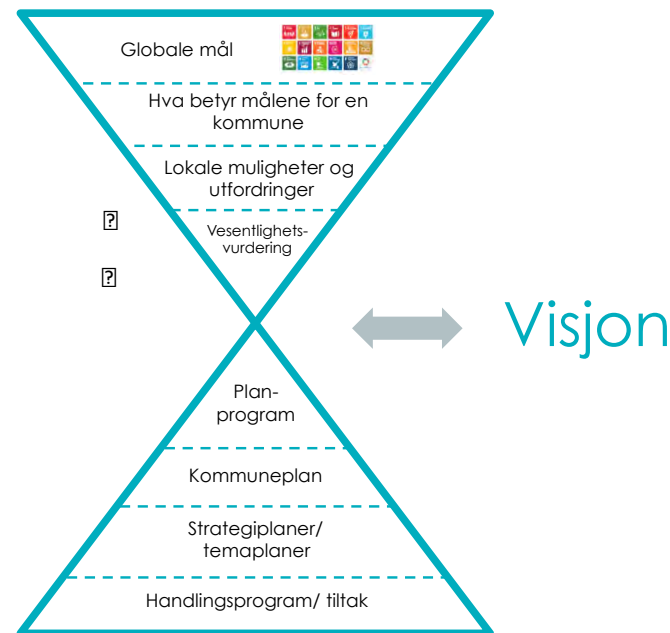 Globale mål
Hva betyr målene for en
kommune
Lokale muligheter og
utfordringer
Vesentlighets-
vurdering
Visjon
Plan-
program
Kommuneplan
Strategiplaner/
temaplaner
Handlingsprogram/ tiltak